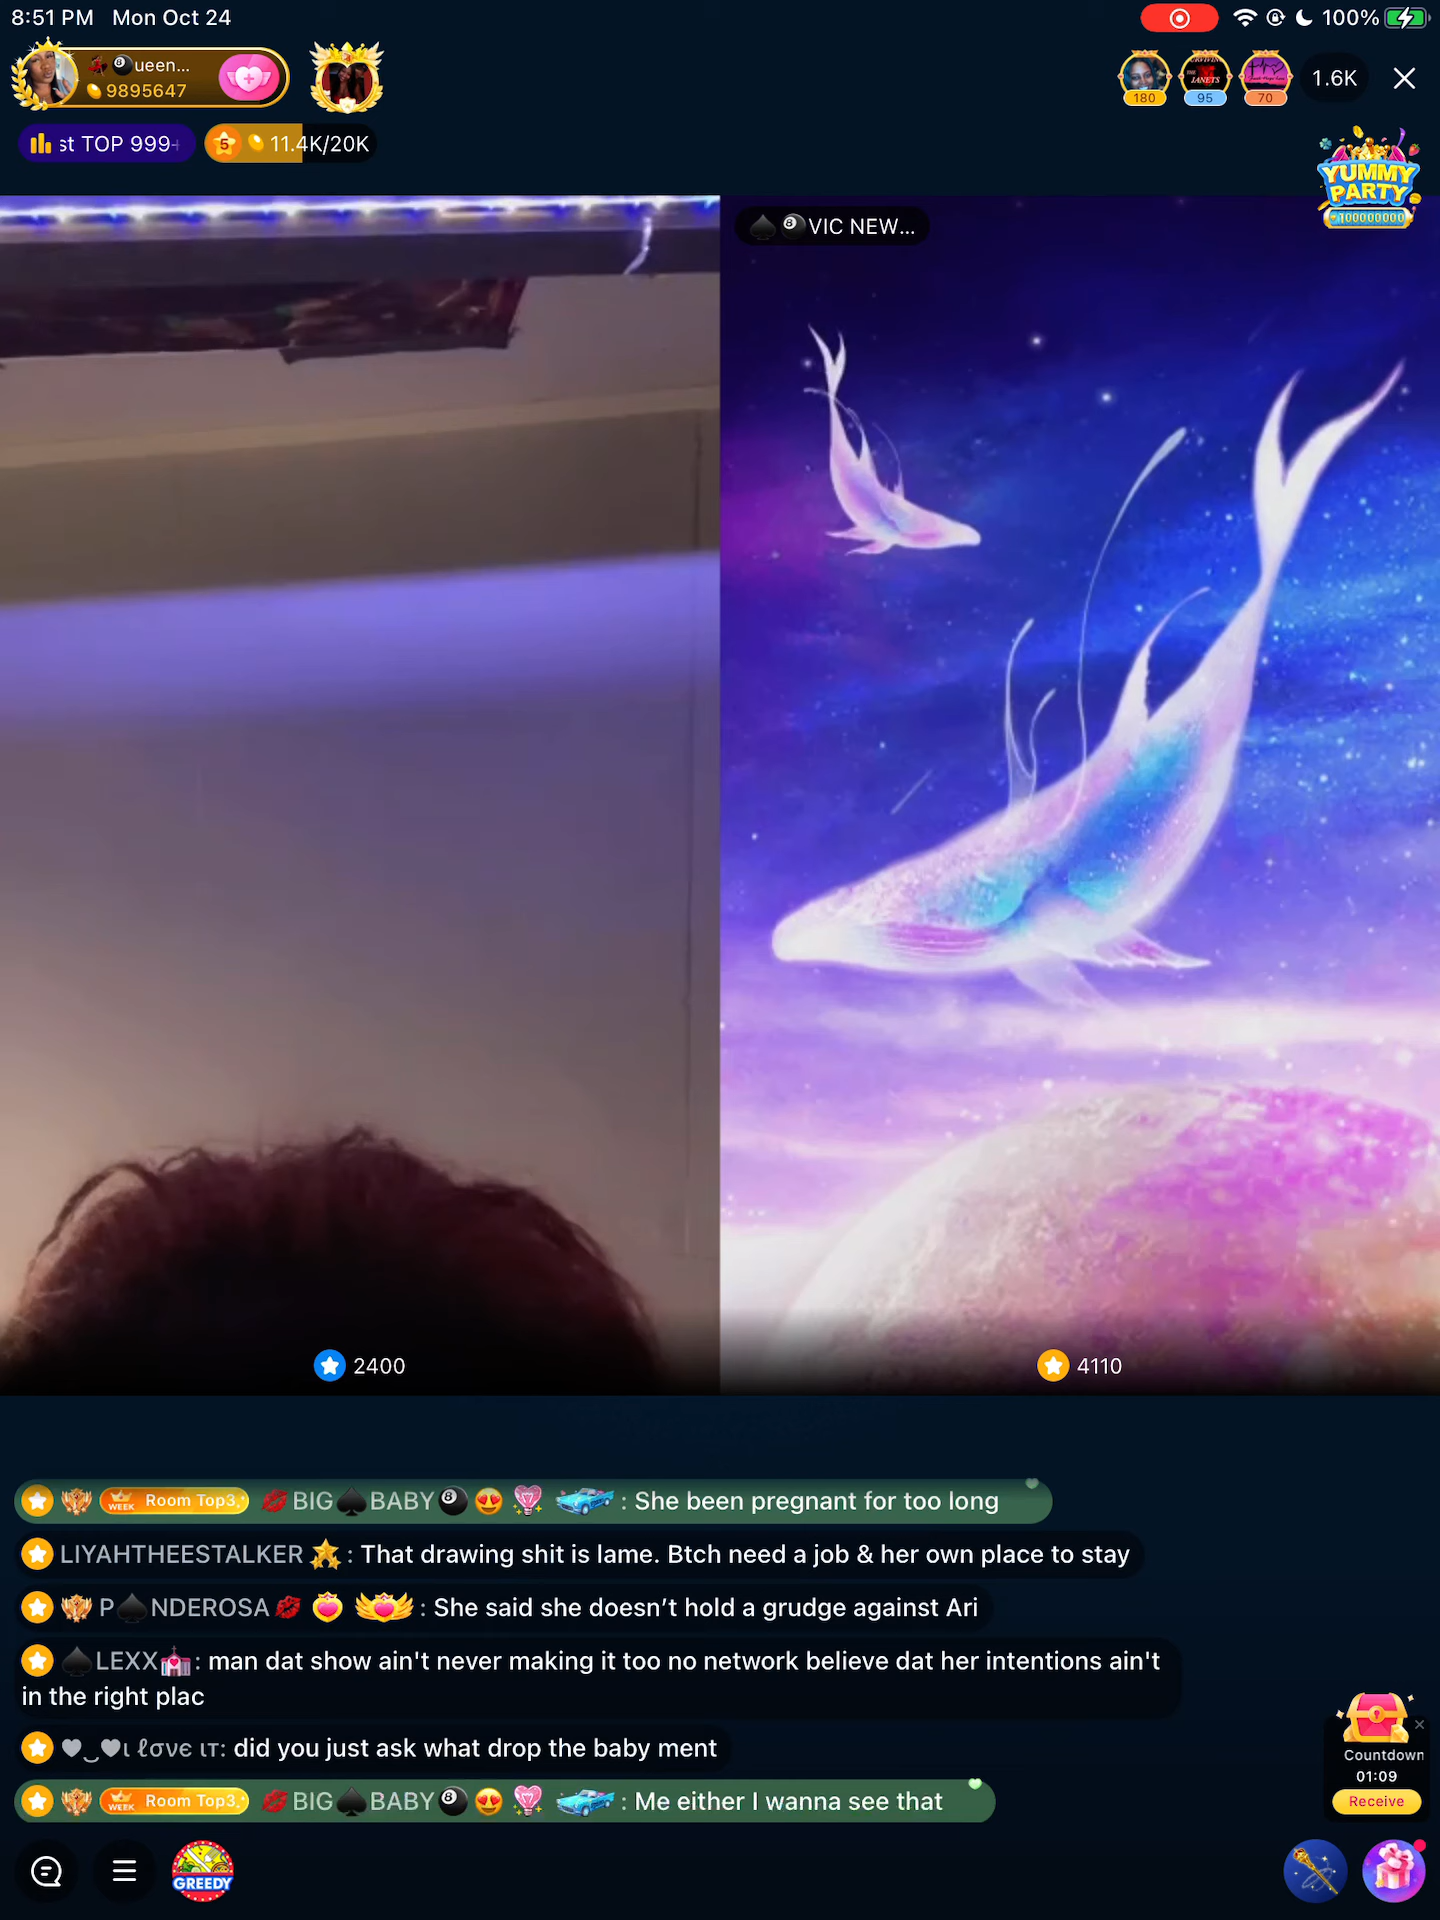 8:51 PM Mon Oct 24 100%
ueen... 9895647 180 95 70 1.6K
JANETS
st TOP 999+ 5 11.4K/20K
YUMMY
PARTY
100000000
8 VIC NEW...
2400 4110
WEEK Room Top3 BIG♠BABY : She been pregnant for too long
LIYAHTHEESTALKER : That drawing shit is lame. Btch need a job & her own place to stay
P♠NDEROSA : She said she doesn’t hold a grudge against Ari
♠LEXX : man dat show ain't never making it too no network believe dat her intentions ain't
in the right plac
♥‿♥ι ℓσνє ιт: did you just ask what drop the baby ment
WEEK Room Top3 BIG♠BABY : Me either I wanna see that
Countdown
01:09
Receive
GREEDY